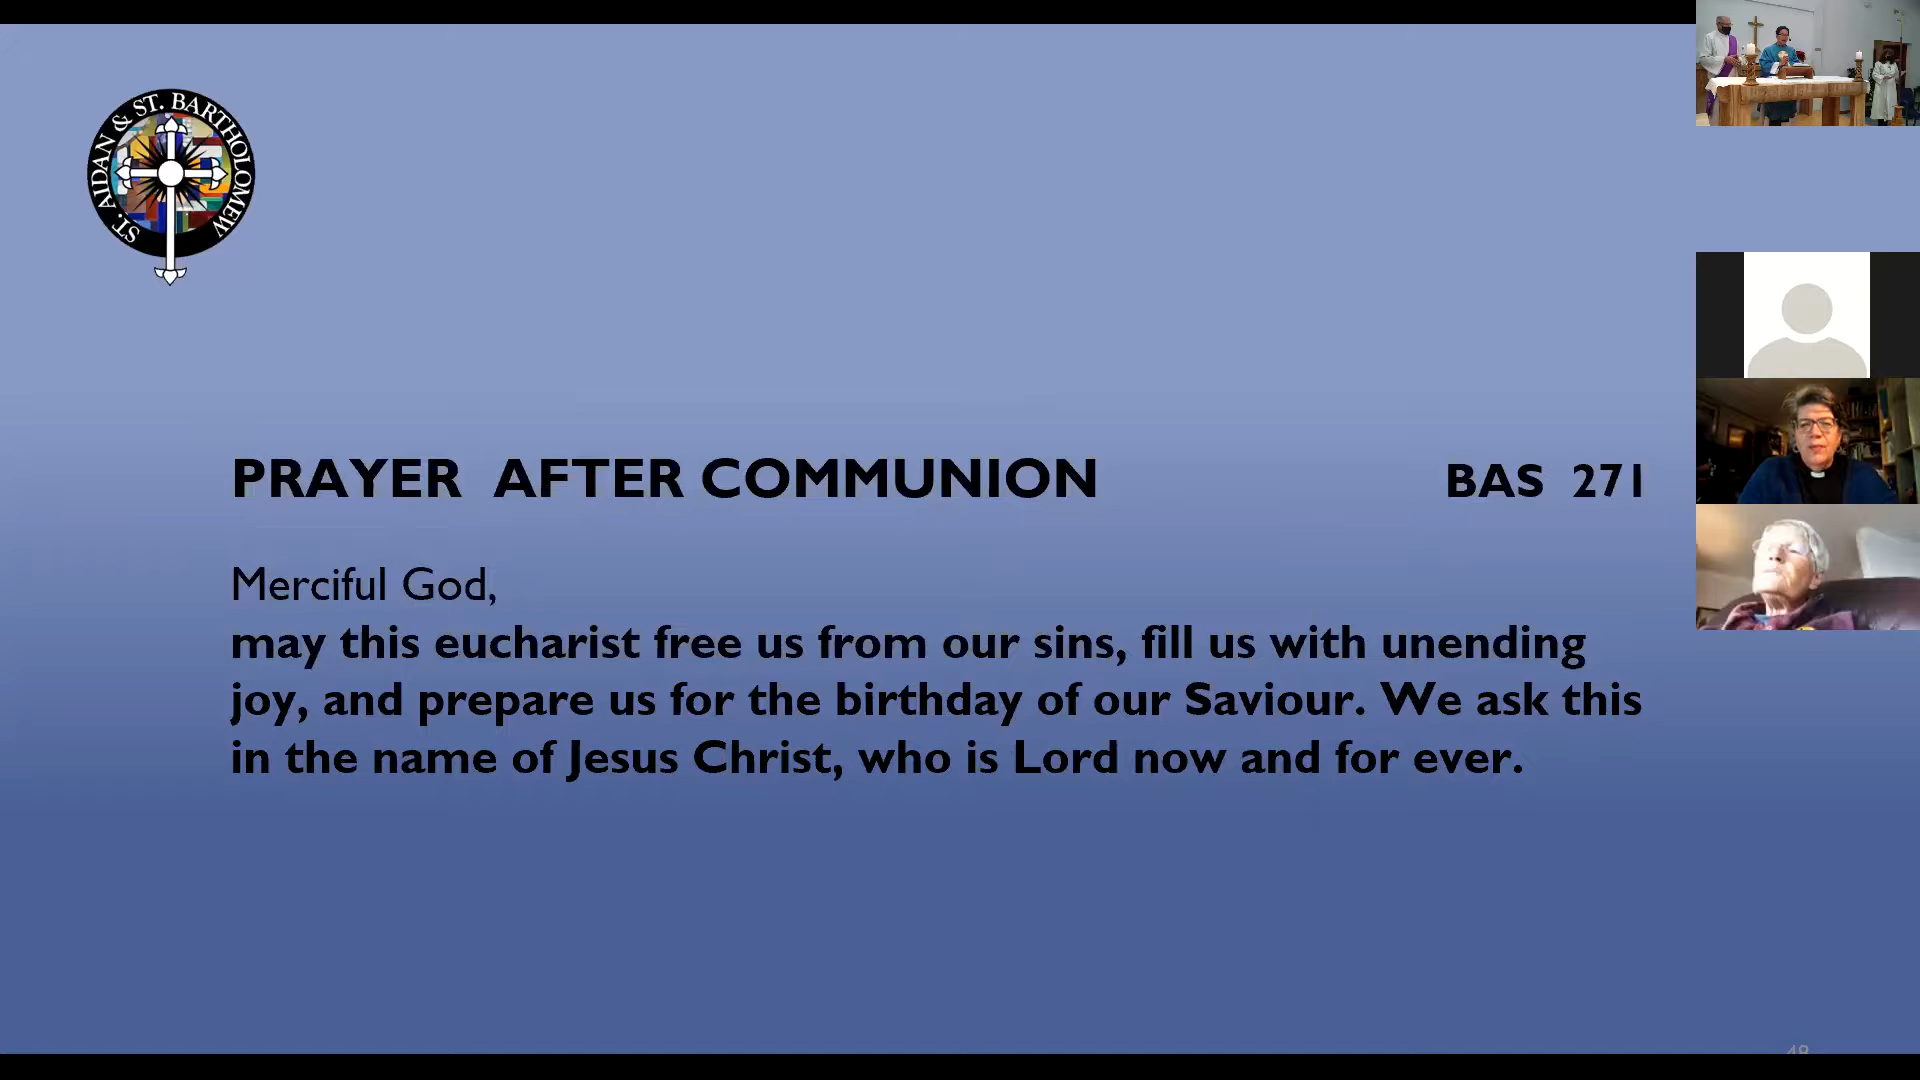 ST. AIDAN & ST. BARTHOLOMEW
PRAYER AFTER COMMUNION BAS 271
Merciful God,
may this eucharist free us from our sins, fill us with unending
joy, and prepare us for the birthday of our Saviour. We ask this
in the name of Jesus Christ, who is Lord now and for ever.